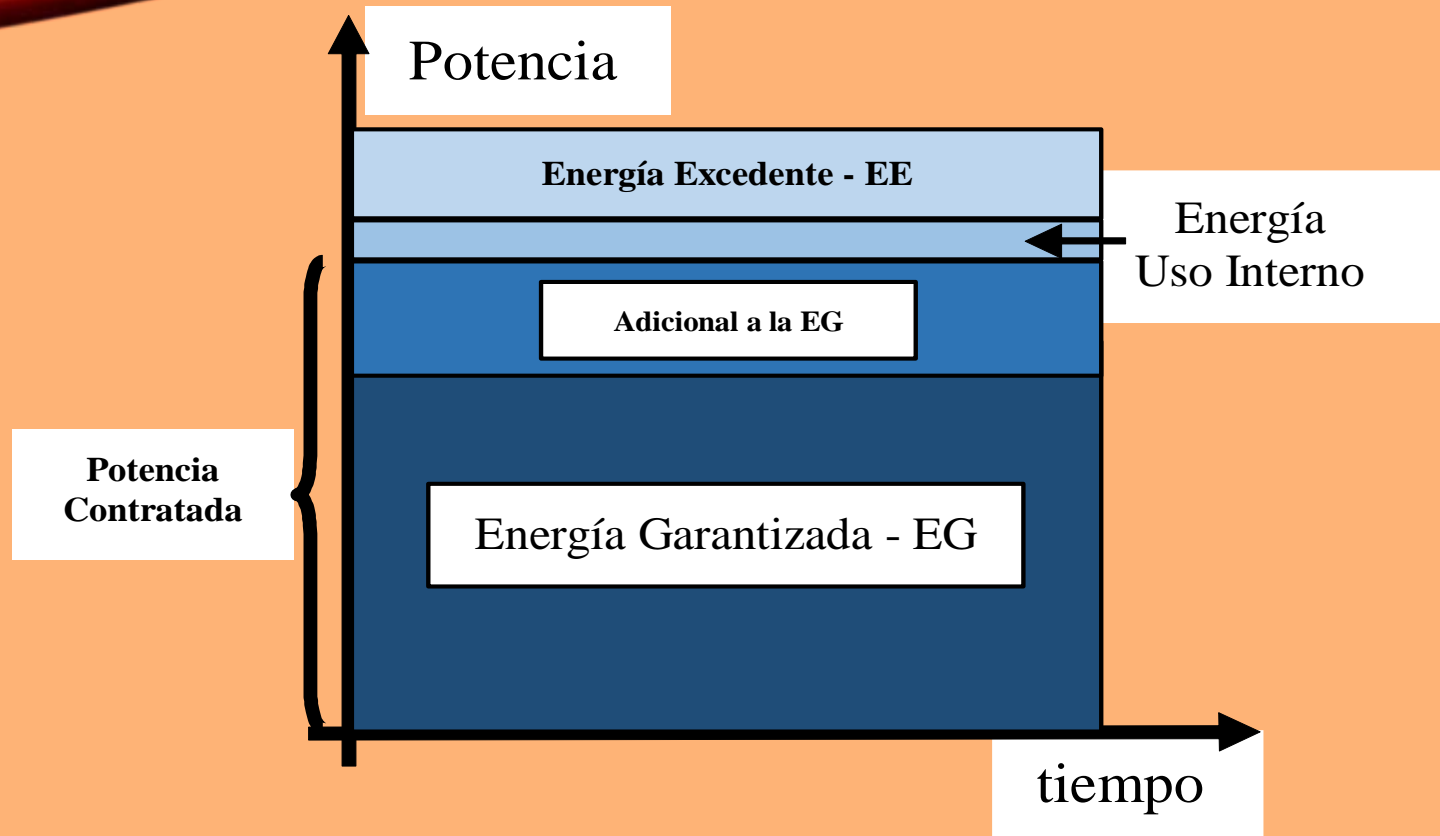 Potencia
Energía Excedente - EE
Energía
Uso Interno
Adicional a la EG
Potencia
Contratada
Energía Garantizada - EG
tiempo